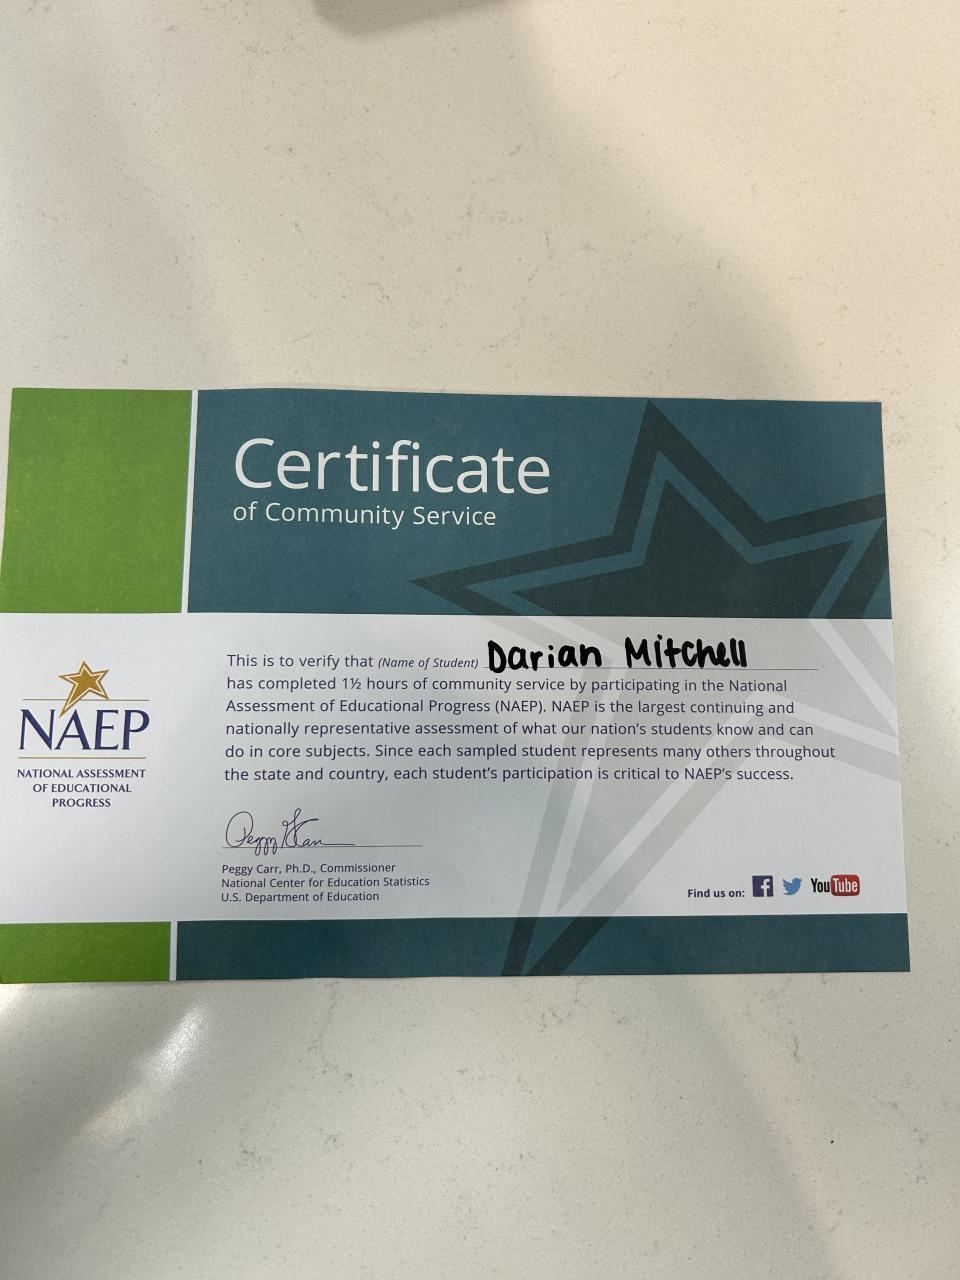 Certificate
of Community Service
This is to verify that (Name of Student) Darian Mitchell
has completed 1½ hours of community service by participating in the National
Assessment of Educational Progress (NAEP). NAEP is the largest continuing and
nationally representative assessment of what our nation's students know and can
do in core subjects. Since each sampled student represents many others throughout
the state and country, each student's participation is critical to NAEP's success.
NAEP
NATIONAL ASSESSMENT
OF EDUCATIONAL
PROGRESS
Peggy G Carr
Peggy Carr, Ph.D., Commissioner
National Center for Education Statistics
U.S. Department of Education
Find us on: f YouTube